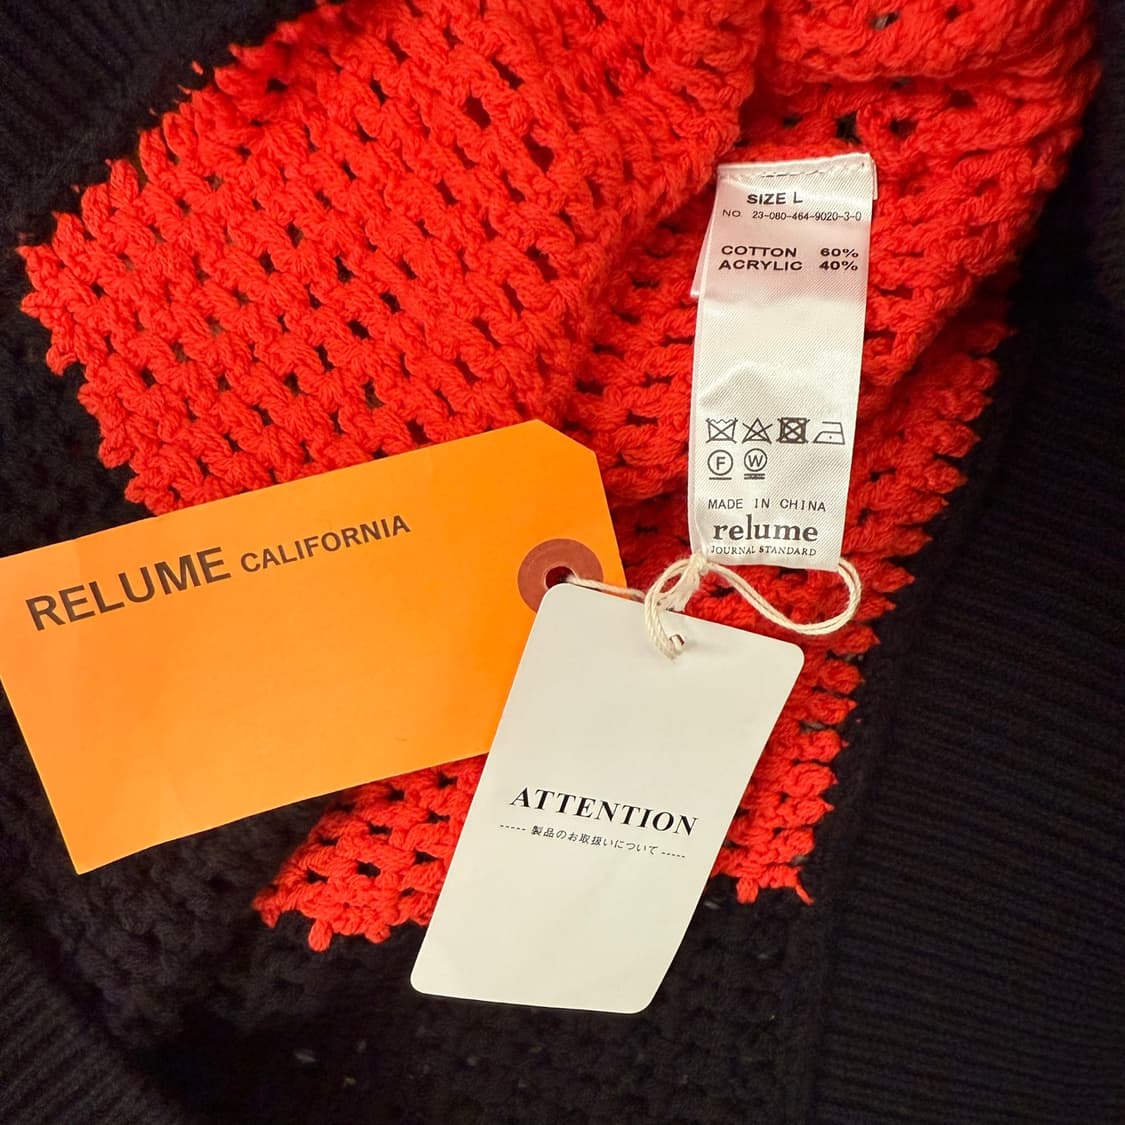 SIZE L
NO. 23-080-464-9020-3-0
COTTON 60%
ACRYLIC 40%
F W
MADE IN CHINA
relume
JOURNAL STANDARD
RELUME CALIFORNIA
ATTENTION
----- 製品のお取扱いについて -----